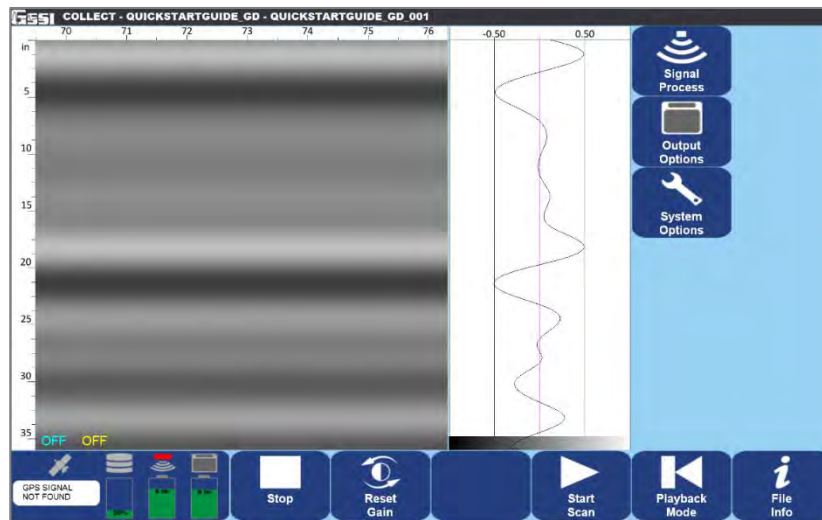 GSSI COLLECT - QUICKSTARTGUIDE_GD - QUICKSTARTGUIDE_GD_001
70 71 72 73 74 75 76 -0.50 0.50
in
5
10
15
20
25
30
35
OFF OFF
Signal
Process
Output
Options
System
Options
GPS SIGNAL
NOT FOUND
Stop
Reset
Gain
Start
Scan
Playback
Mode
File
Info